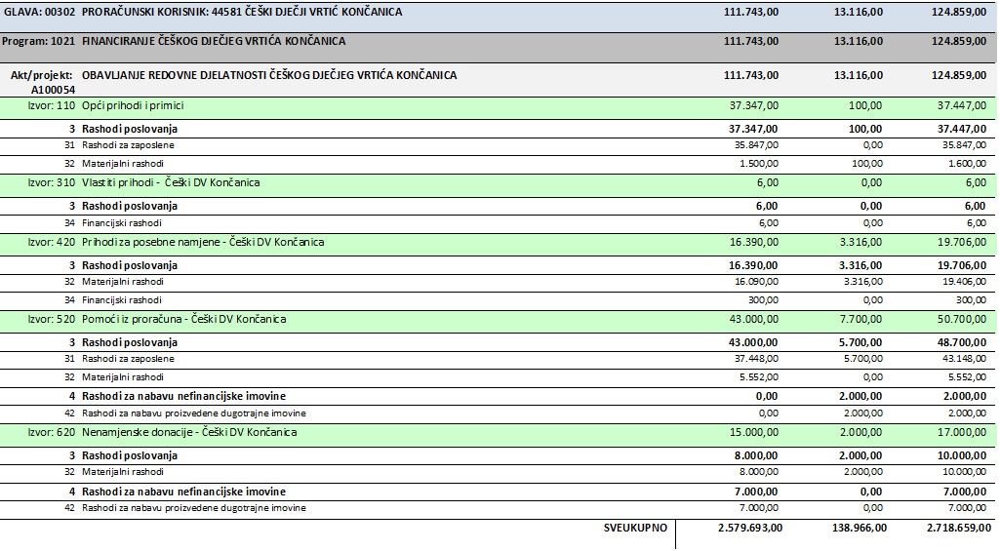 GLAVA: 00302 PRORAČUNSKI KORISNIK: 44581 ČEŠKI DJEČJI VRTIĆ KONČANICA 111.743,00 13.116,00 124.859,00
Program: 1021 FINANCIRANJE ČEŠKOG DJEČJEG VRTIĆA KONČANICA 111.743,00 13.116,00 124.859,00
Akt/projekt: OBAVLJANJE REDOVNE DJELATNOSTI ČEŠKOG DJEČJEG VRTIĆA KONČANICA 111.743,00 13.116,00 124.859,00
A100054
Izvor: 110 Opći prihodi i primici 37.347,00 100,00 37.447,00
3 Rashodi poslovanja 37.347,00 100,00 37.447,00
31 Rashodi za zaposlene 35.847,00 0,00 35.847,00
32 Materijalni rashodi 1.500,00 100,00 1.600,00
Izvor: 310 Vlastiti prihodi - Češki DV Končanica 6,00 0,00 6,00
3 Rashodi poslovanja 6,00 0,00 6,00
34 Financijski rashodi 6,00 0,00 6,00
Izvor: 420 Prihodi za posebne namjene - Češki DV Končanica 16.390,00 3.316,00 19.706,00
3 Rashodi poslovanja 16.390,00 3.316,00 19.706,00
32 Materijalni rashodi 16.090,00 3.316,00 19.406,00
34 Financijski rashodi 300,00 0,00 300,00
Izvor: 520 Pomoći iz proračuna - Češki DV Končanica 43.000,00 7.700,00 50.700,00
3 Rashodi poslovanja 43.000,00 5.700,00 48.700,00
31 Rashodi za zaposlene 37.448,00 5.700,00 43.148,00
32 Materijalni rashodi 5.552,00 0,00 5.552,00
4 Rashodi za nabavu nefinancijske imovine 0,00 2.000,00 2.000,00
42 Rashodi za nabavu proizvedene dugotrajne imovine 0,00 2.000,00 2.000,00
Izvor: 620 Nenamjenske donacije - Češki DV Končanica 15.000,00 2.000,00 17.000,00
3 Rashodi poslovanja 8.000,00 2.000,00 10.000,00
32 Materijalni rashodi 8.000,00 2.000,00 10.000,00
4 Rashodi za nabavu nefinancijske imovine 7.000,00 0,00 7.000,00
42 Rashodi za nabavu proizvedene dugotrajne imovine 7.000,00 0,00 7.000,00
SVEUKUPNO 2.579.693,00 138.966,00 2.718.659,00